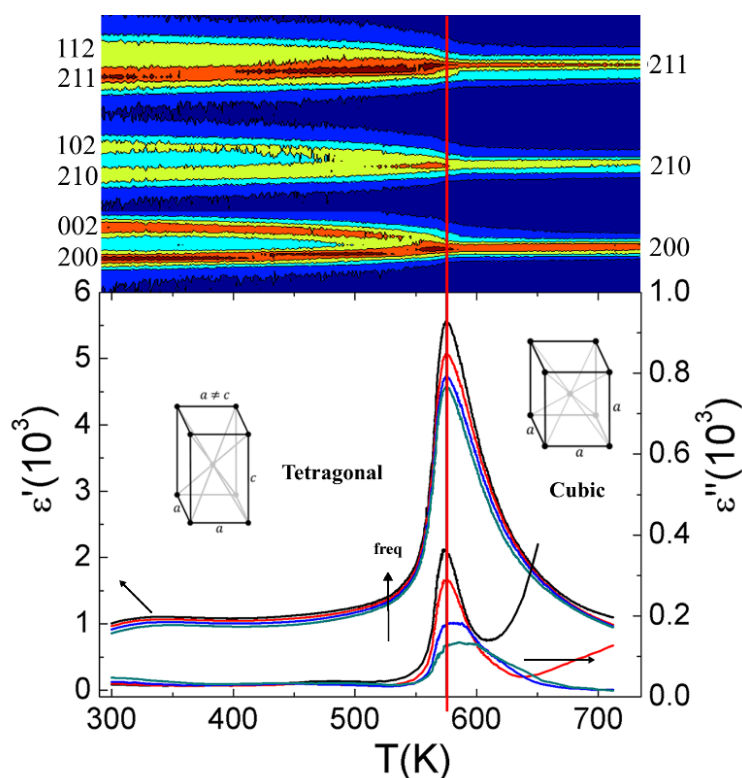 112
211
102
210
002
200
211
210
200
6
5
4
3
2
1
0
ε'(10³)
1.0
0.8
0.6
0.4
0.2
0.0
ε''(10³)
a ≠ c
c
a
a
Tetragonal
a
a
a
Cubic
freq
300
400
500
600
700
T(K)